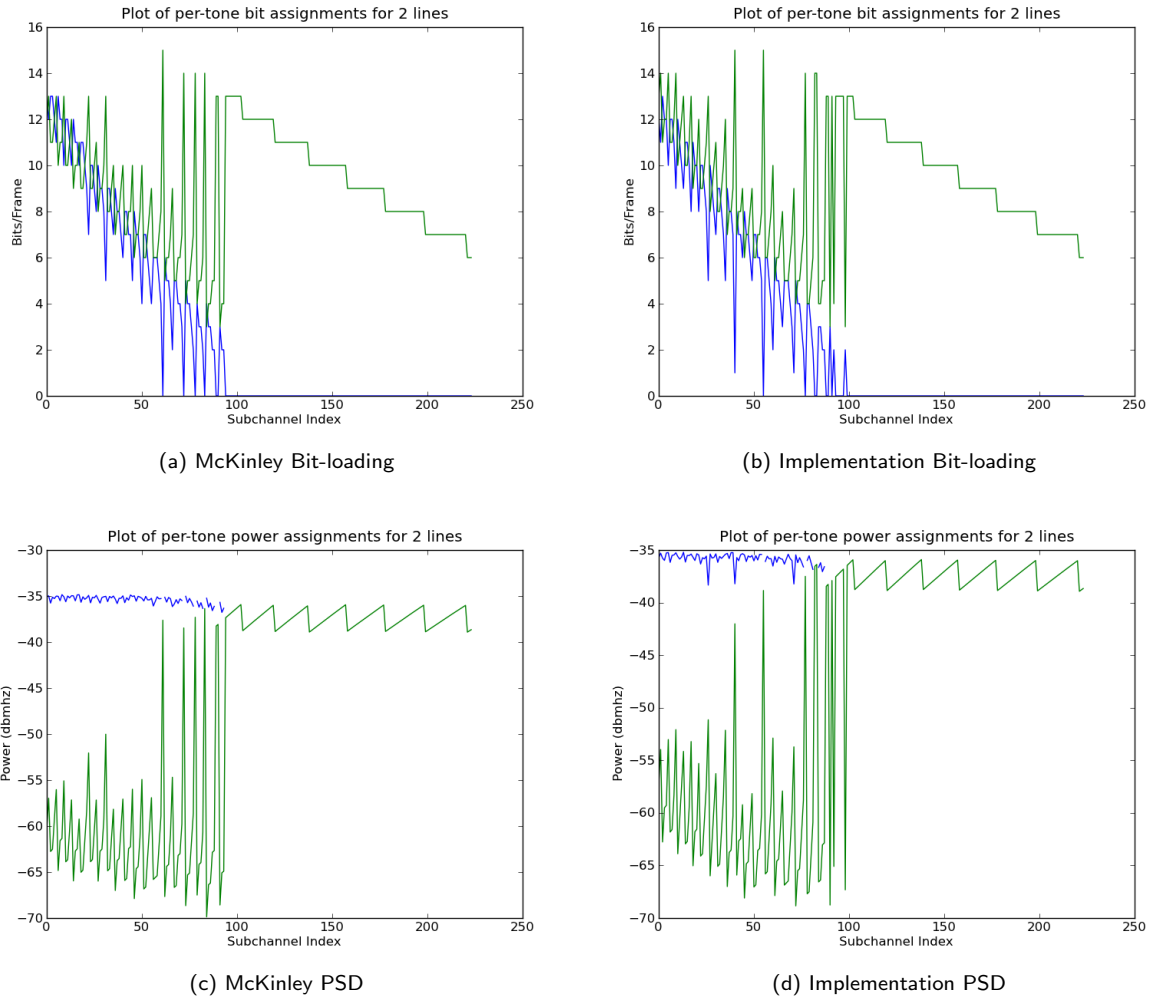 Plot of per-tone bit assignments for 2 lines
16
14
12
10
8
6
4
2
0
Bits/Frame
0 50 100 150 200 250
Subchannel Index
(a) McKinley Bit-loading
Plot of per-tone bit assignments for 2 lines
16
14
12
10
8
6
4
2
0
Bits/Frame
0 50 100 150 200 250
Subchannel Index
(b) Implementation Bit-loading
Plot of per-tone power assignments for 2 lines
−30
−35
−40
−45
−50
−55
−60
−65
−70
Power (dbmhz)
0 50 100 150 200 250
Subchannel Index
(c) McKinley PSD
Plot of per-tone power assignments for 2 lines
−35
−40
−45
−50
−55
−60
−65
−70
Power (dbmhz)
0 50 100 150 200 250
Subchannel Index
(d) Implementation PSD